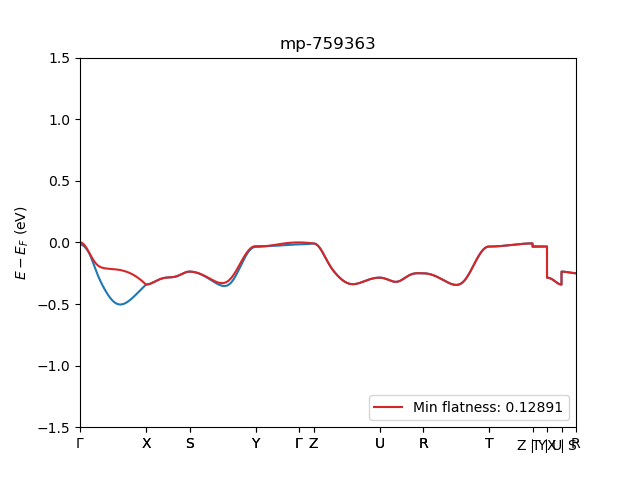 mp-759363
E − E_F (eV)
1.5
1.0
0.5
0.0
−0.5
−1.0
−1.5
Min flatness: 0.12891
Γ X S Y Γ Z U R T Z | T Y | X U | S R